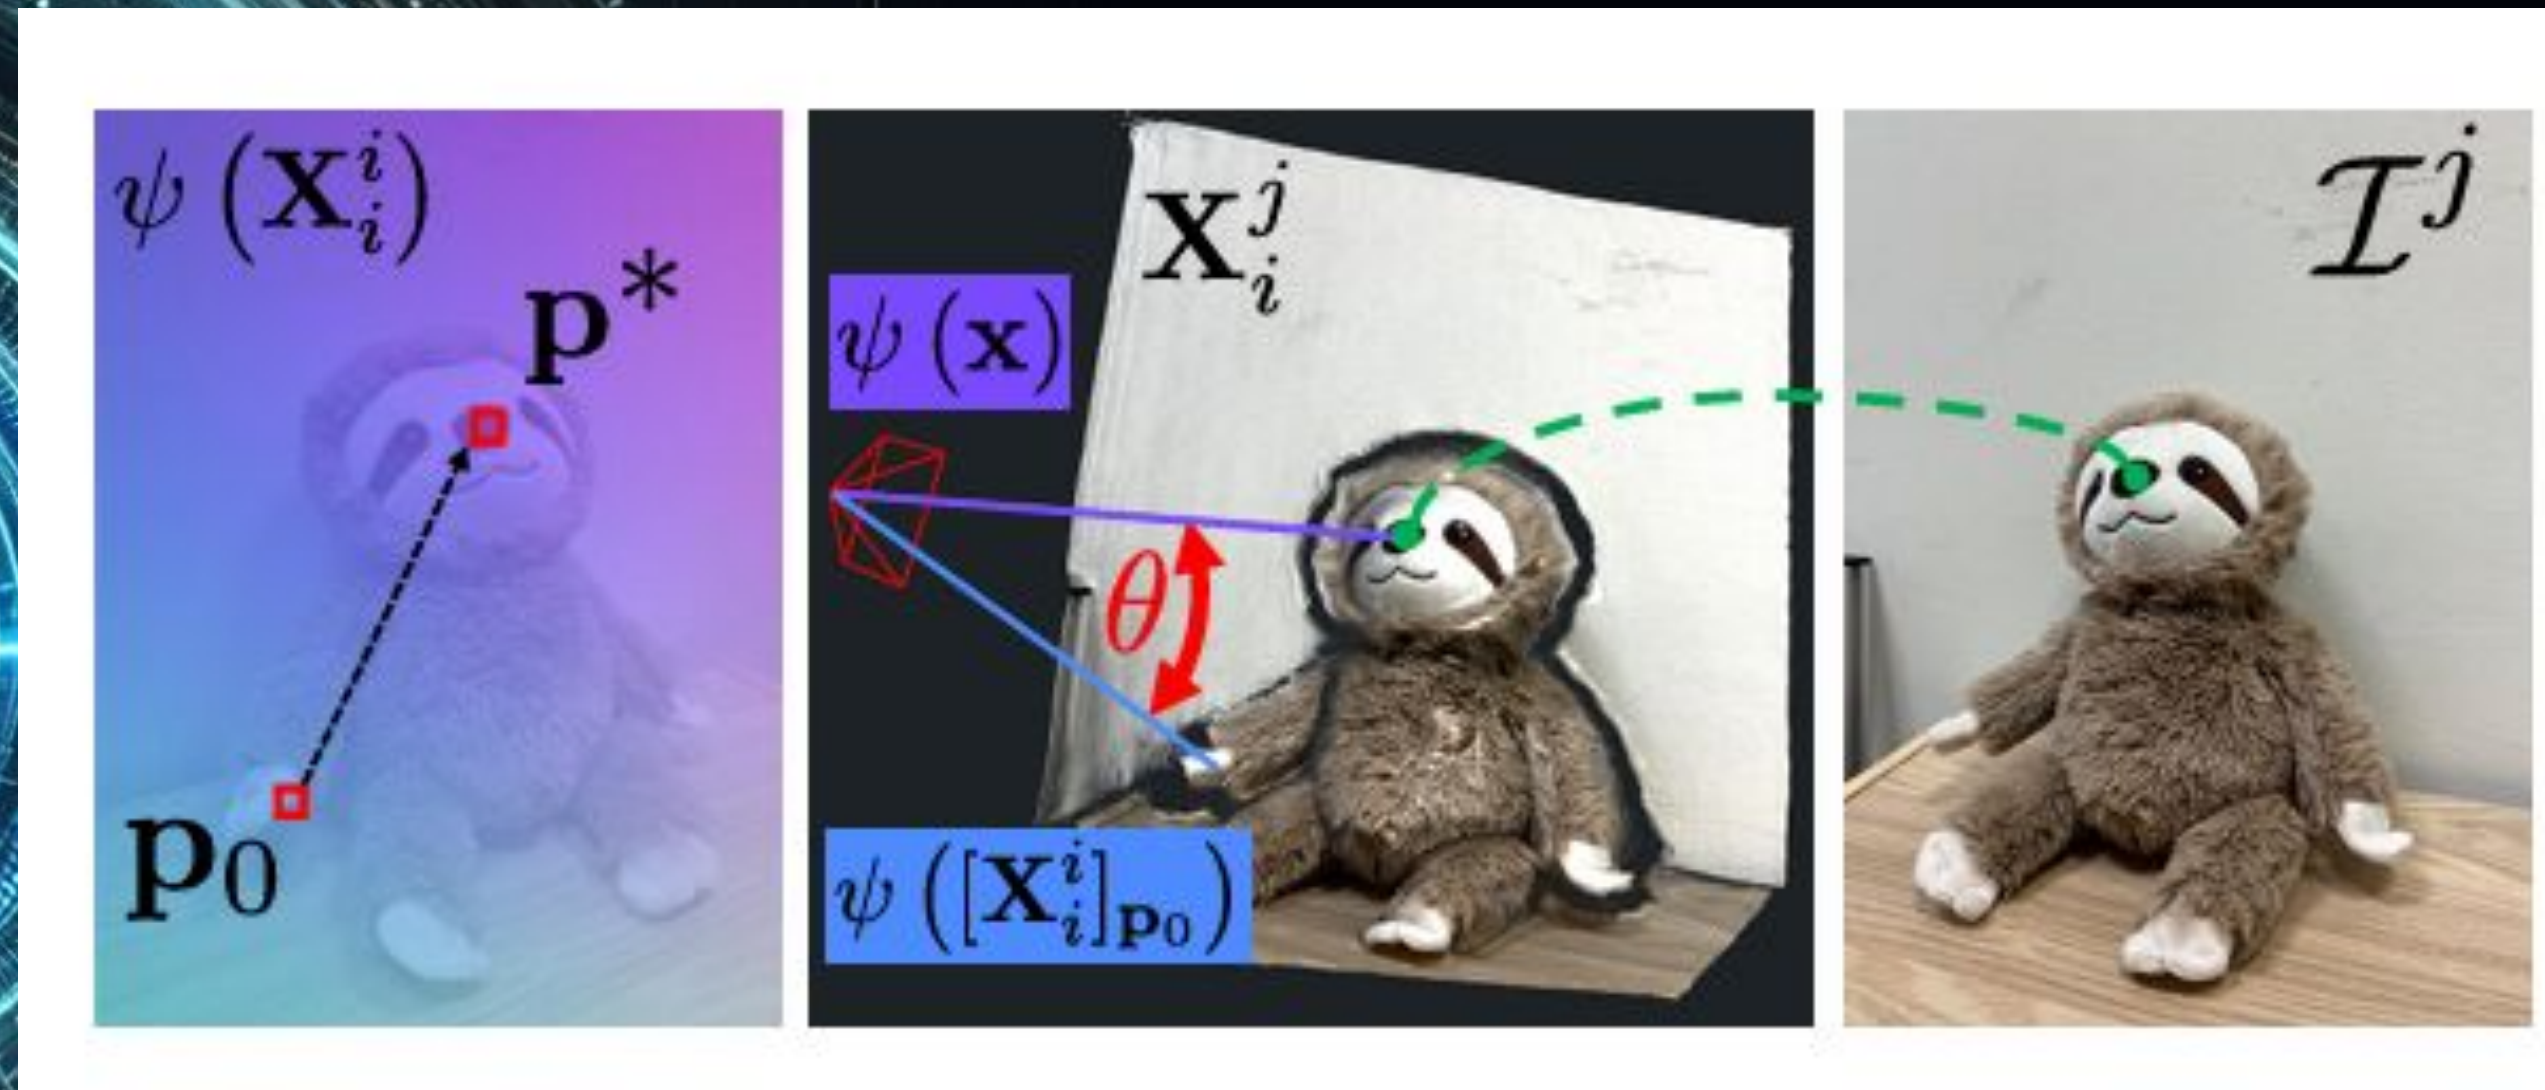 ψ (X_i^i)
p*
p_0
X_i^j
ψ (x)
θ
ψ ([X_i^i]_{p_0})
I^j